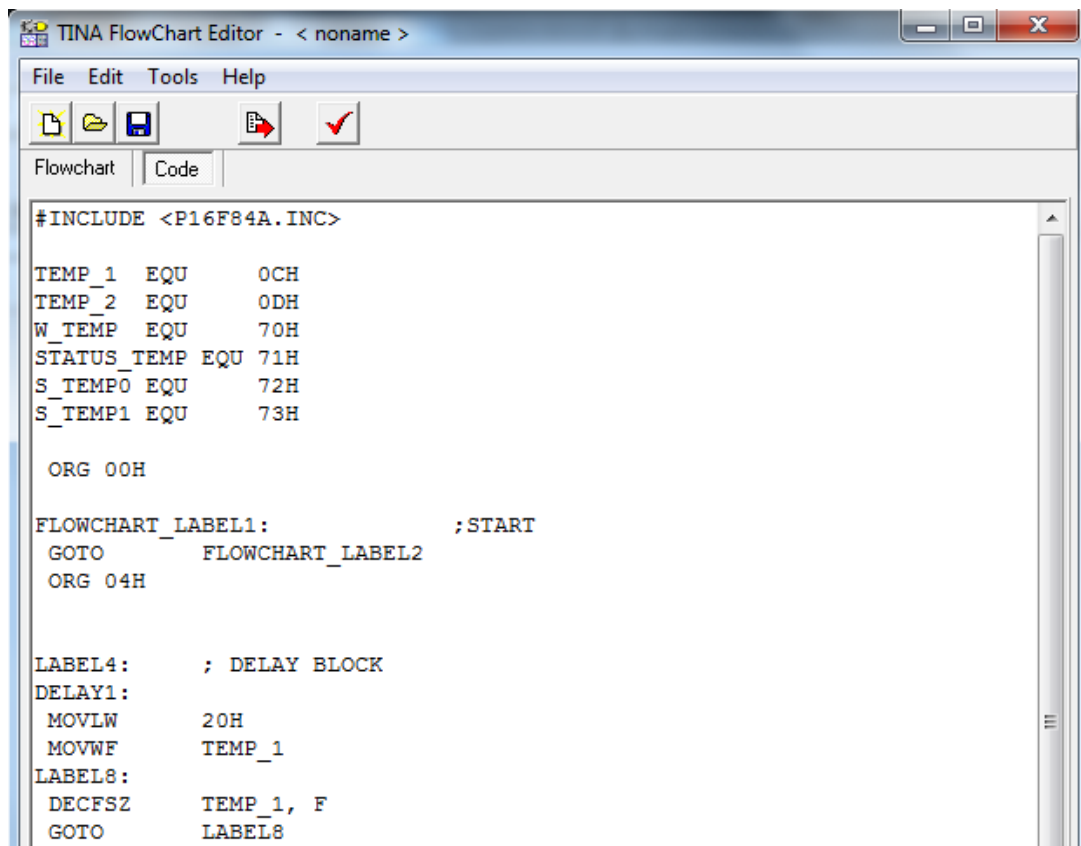 TINA FlowChart Editor - < noname >
File Edit Tools Help
Flowchart Code
#INCLUDE <P16F84A.INC>
TEMP_1 EQU 0CH
TEMP_2 EQU 0DH
W_TEMP EQU 70H
STATUS_TEMP EQU 71H
S_TEMP0 EQU 72H
S_TEMP1 EQU 73H
ORG 00H
FLOWCHART_LABEL1: ;START
GOTO FLOWCHART_LABEL2
ORG 04H
LABEL4: ; DELAY BLOCK
DELAY1:
MOVLW 20H
MOVWF TEMP_1
LABEL8:
DECFSZ TEMP_1, F
GOTO LABEL8